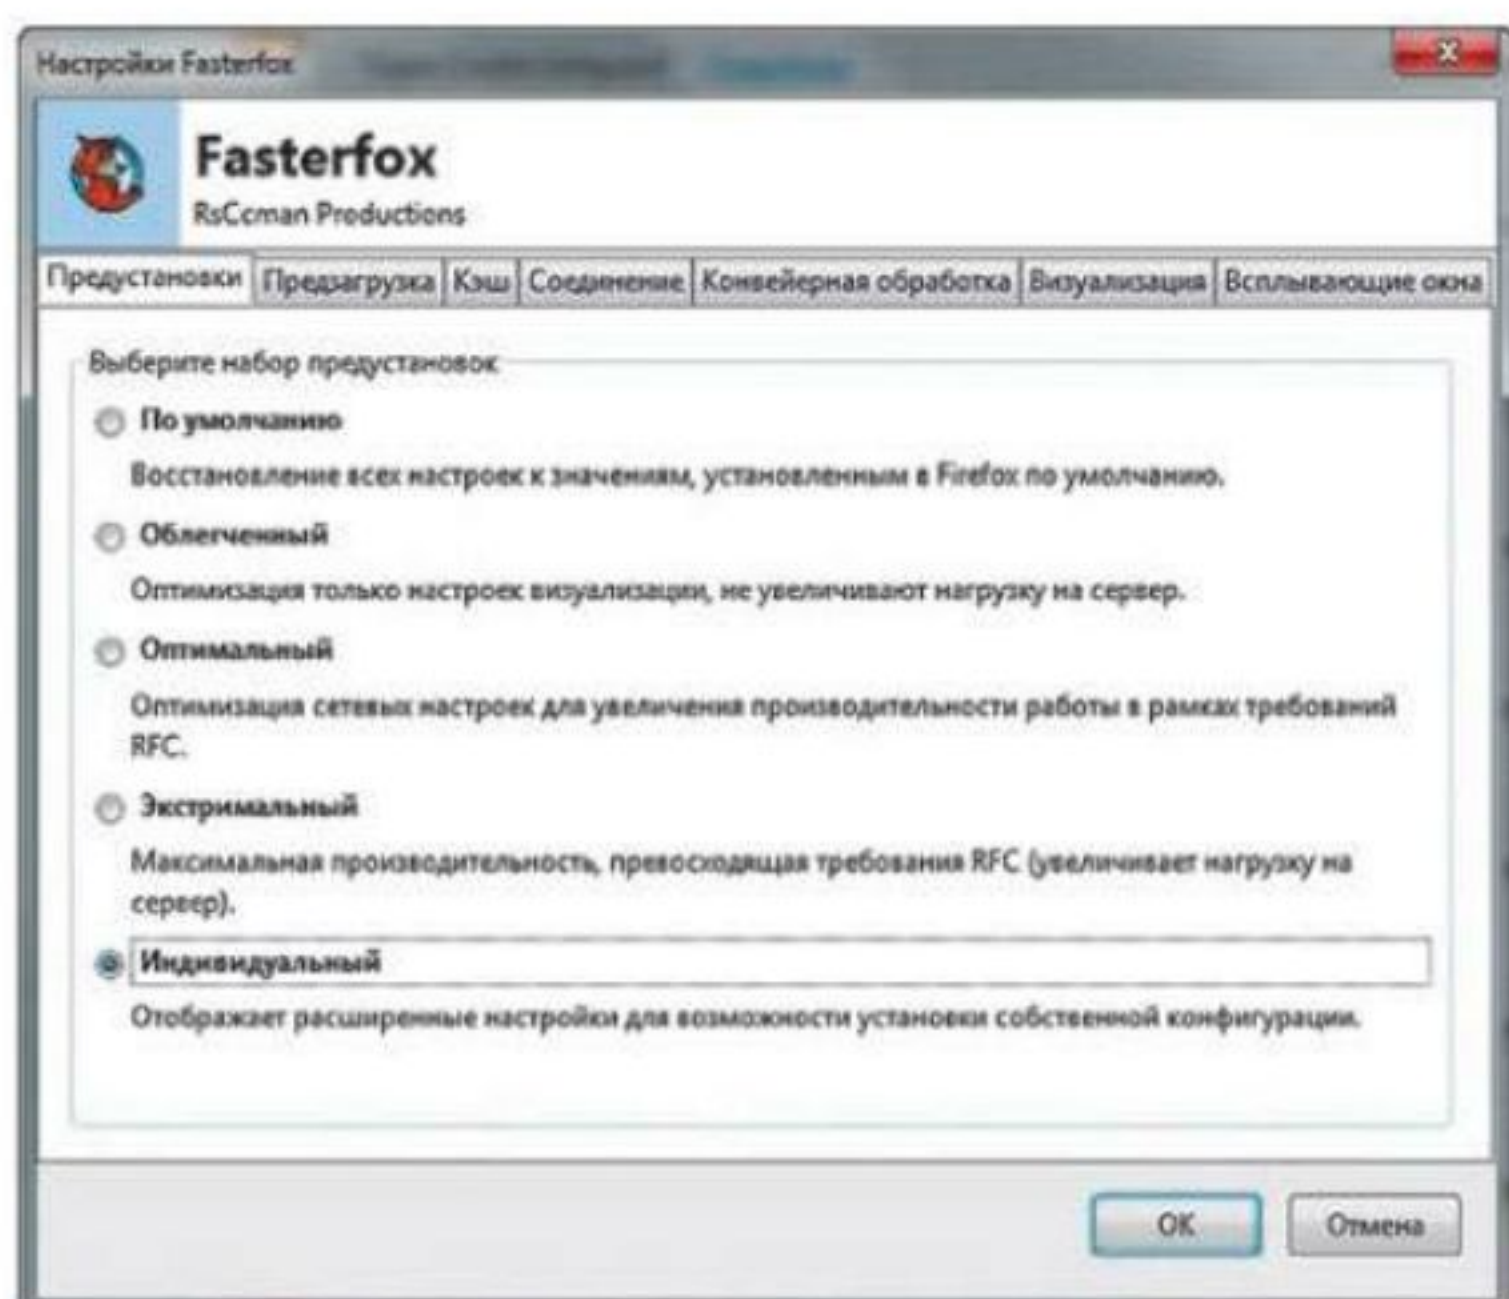 Настройки Fasterfox
Fasterfox
RsCcman Productions
Предустановки Предзагрузка Кэш Соединение Конвейерная обработка Визуализация Всплывающие окна
Выберите набор предустановок
По умолчанию
Восстановление всех настроек к значениям, установленным в Firefox по умолчанию.
Облегченный
Оптимизация только настроек визуализации, не увеличивают нагрузку на сервер.
Оптимальный
Оптимизация сетевых настроек для увеличения производительности работы в рамках требований
RFC.
Экстримальный
Максимальная производительность, превосходящая требования RFC (увеличивает нагрузку на
сервер).
Индивидуальный
Отображает расширенные настройки для возможности установки собственной конфигурации.
OK Отмена